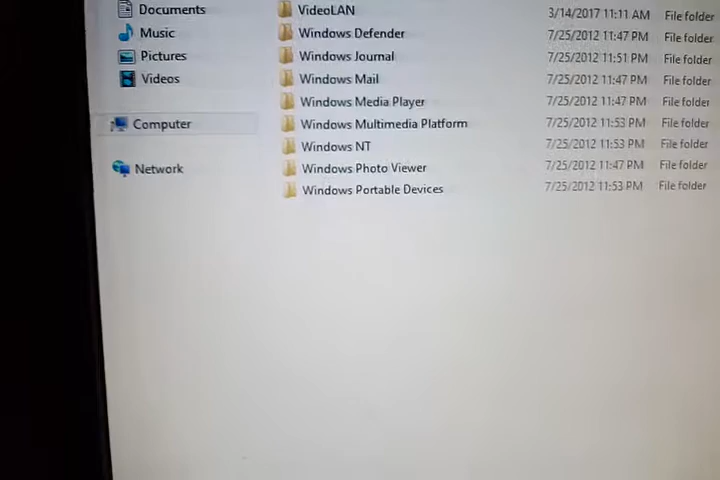 Documents VideoLAN 3/14/2017 11:11 AM File folder
Music Windows Defender 7/25/2012 11:47 PM File folder
Pictures Windows Journal 7/25/2012 11:51 PM File folder
Videos Windows Mail 7/25/2012 11:47 PM File folder
Windows Media Player 7/25/2012 11:47 PM File folder
Computer Windows Multimedia Platform 7/25/2012 11:53 PM File folder
Windows NT 7/25/2012 11:53 PM File folder
Network Windows Photo Viewer 7/25/2012 11:47 PM File folder
Windows Portable Devices 7/25/2012 11:53 PM File folder